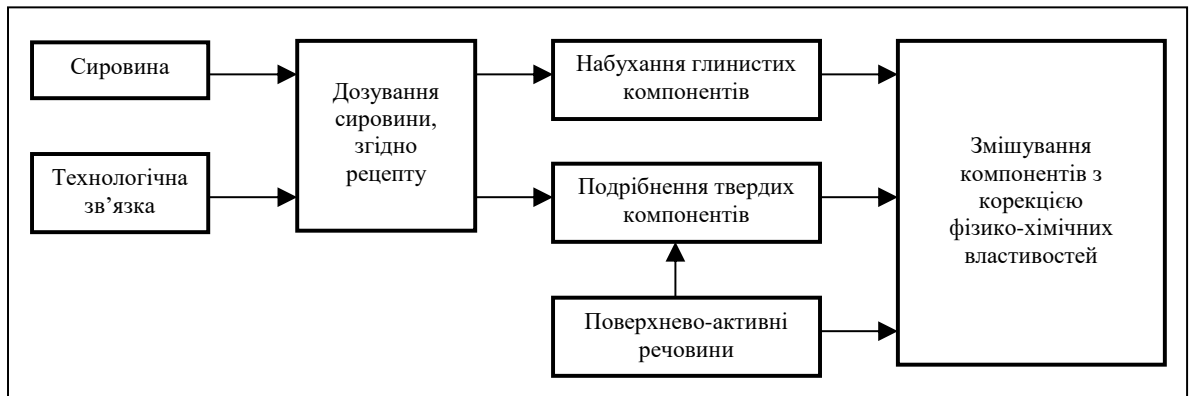 Сировина
Технологічна
зв’язка
Дозування
сировини,
згідно
рецепту
Набухання глинистих
компонентів
Подрібнення твердих
компонентів
Поверхнево-активні
речовини
Змішування
компонентів з
корекцією
фізико-хімічних
властивостей